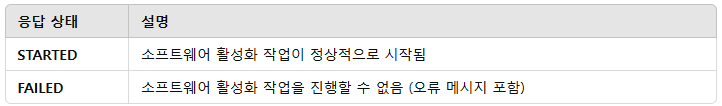 응답 상태 설명
STARTED 소프트웨어 활성화 작업이 정상적으로 시작됨
FAILED 소프트웨어 활성화 작업을 진행할 수 없음 (오류 메시지 포함)